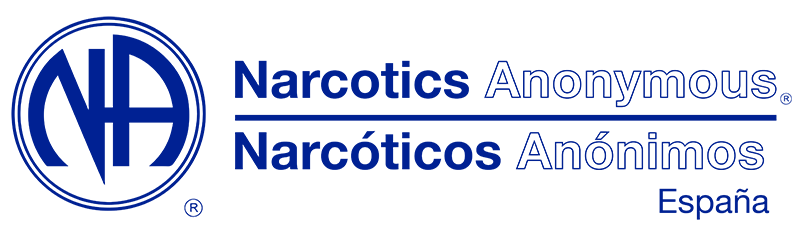 NA
®
Narcotics Anonymous®
Narcóticos Anónimos
España